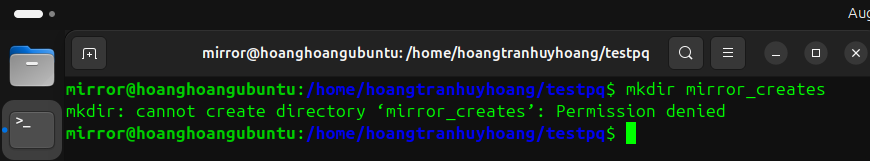 Aug
mirror@hoanghoangubuntu: /home/hoangtranhuyhoang/testpq
mirror@hoanghoangubuntu:/home/hoangtranhuyhoang/testpq$ mkdir mirror_creates
mkdir: cannot create directory ‘mirror_creates’: Permission denied
mirror@hoanghoangubuntu:/home/hoangtranhuyhoang/testpq$